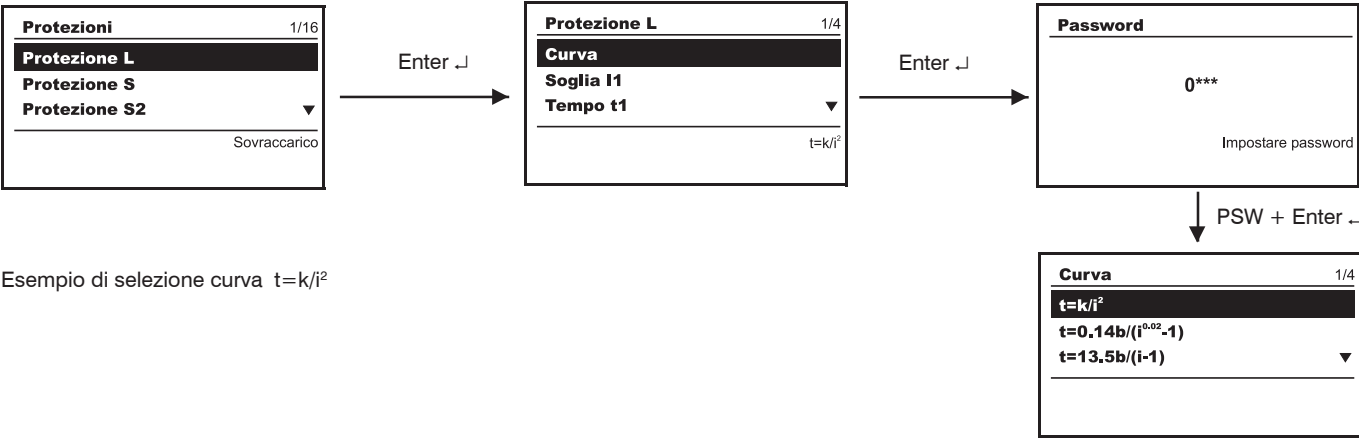 Protezioni 1/16
Protezione L
Protezione S
Protezione S2 ▼
Sovraccarico
Enter ↵
Protezione L 1/4
Curva
Soglia I1
Tempo t1 ▼
t=k/i²
Enter ↵
Password
0***
Impostare password
PSW + Enter ↵
Esempio di selezione curva t=k/i²
Curva 1/4
t=k/i²
t=0.14b/(i⁰·⁰²-1)
t=13.5b/(i-1) ▼